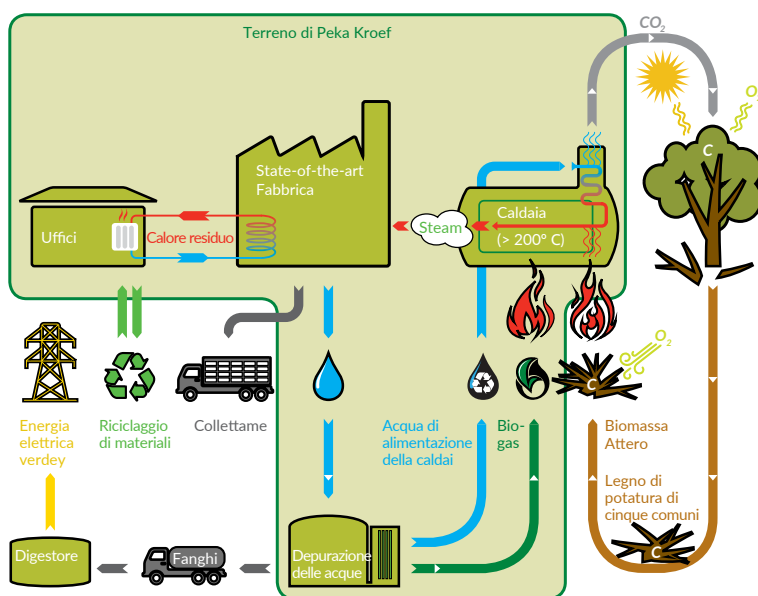 Terreno di Peka Kroef
CO₂
O₂
C
State-of-the-art
Fabbrica
Uffici
Calore residuo
Steam
Caldaia
(> 200° C)
O₂
C
Energia
elettrica
verdey
Riciclaggio
di materiali
Collettame
Acqua di
alimentazione
della caldai
Bio-
gas
Biomassa
Attero
Legno di
potatura di
cinque comuni
C
Digestore
Fanghi
Depurazione
delle acque